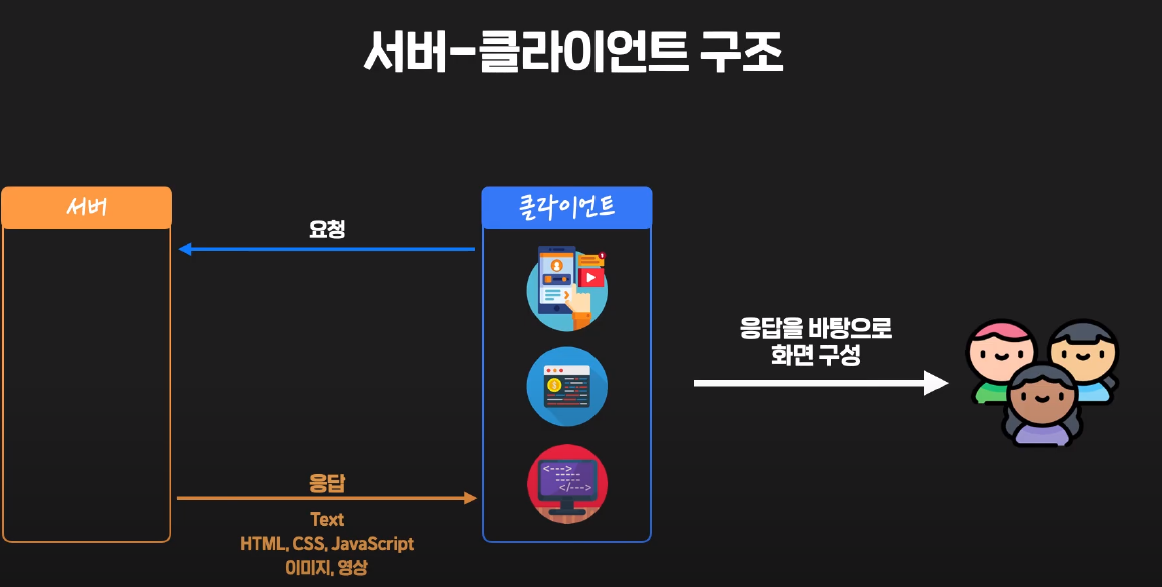 서버-클라이언트 구조
서버
클라이언트
요청
응답을 바탕으로
화면 구성
<--->
</--->
응답
Text
HTML, CSS, JavaScript
이미지, 영상